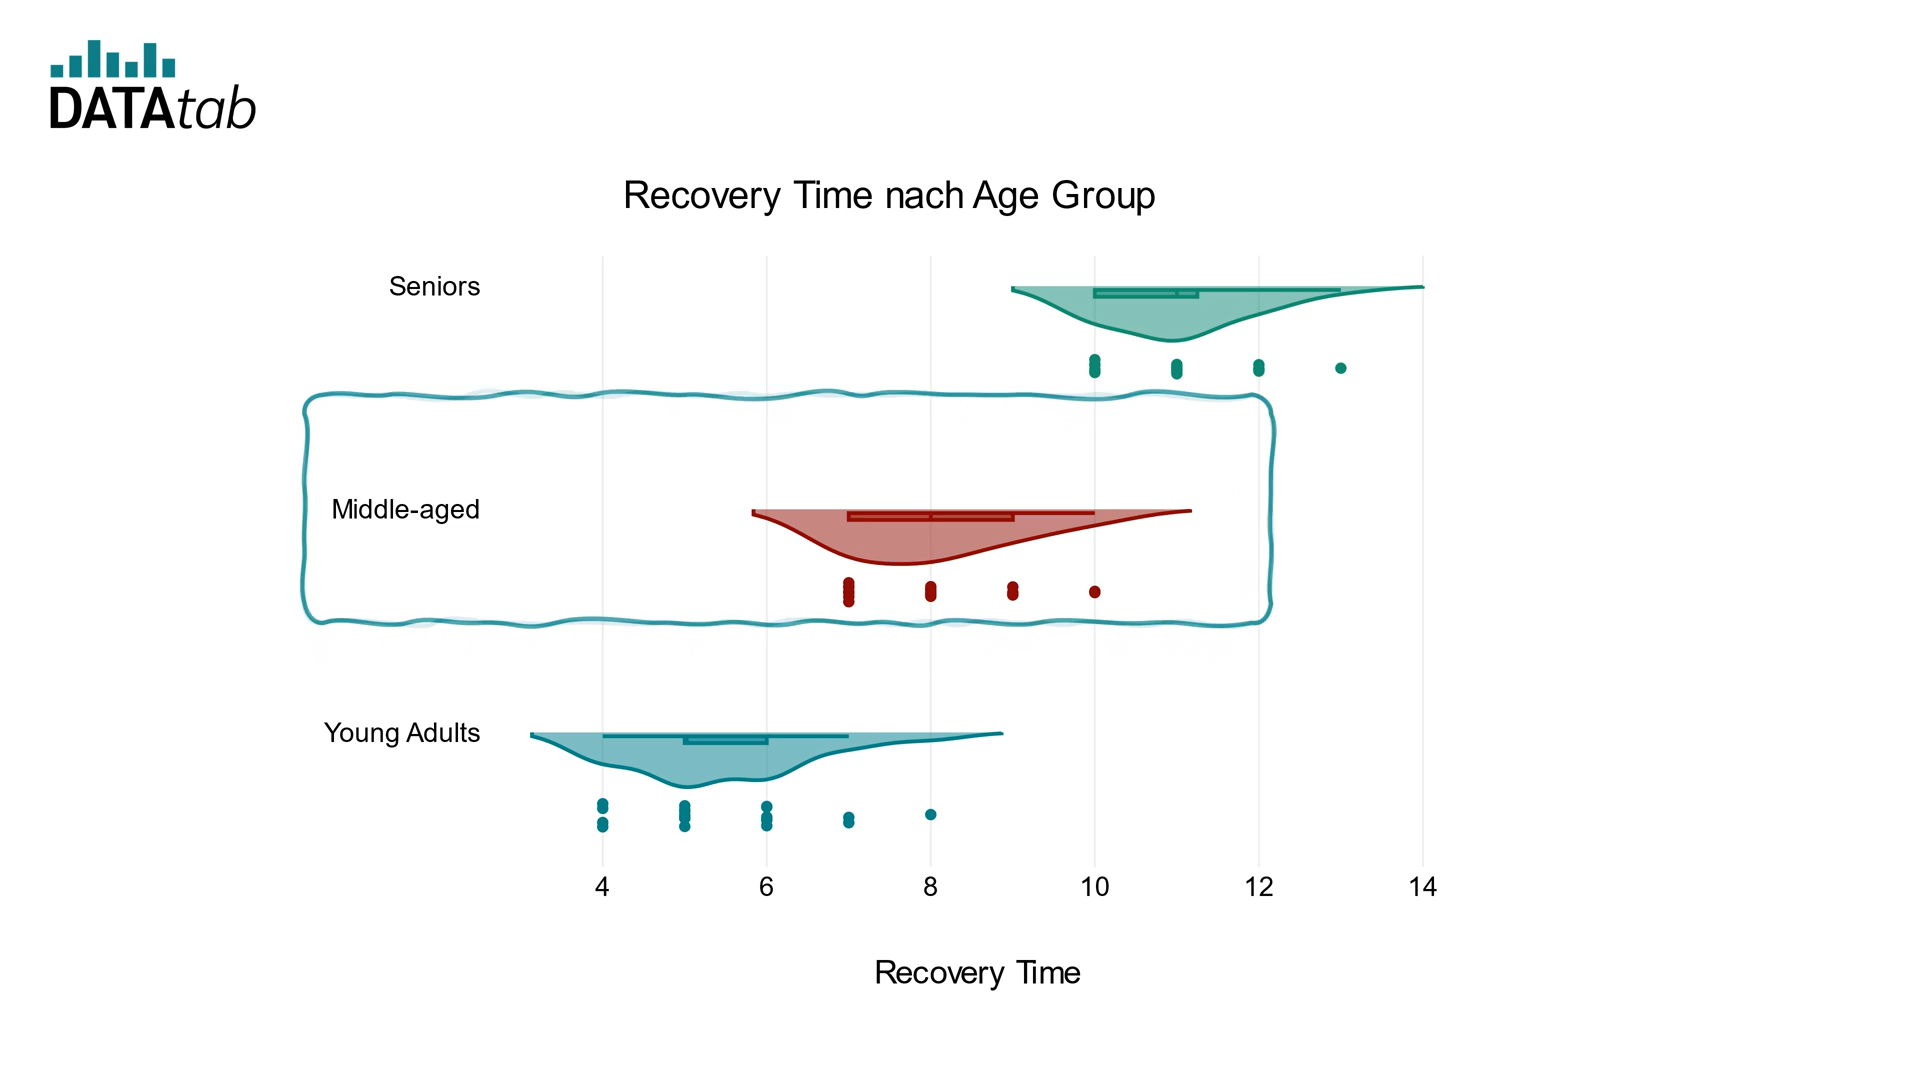 DATAtab
Recovery Time nach Age Group
Seniors
Middle-aged
Young Adults
4 6 8 10 12 14
Recovery Time